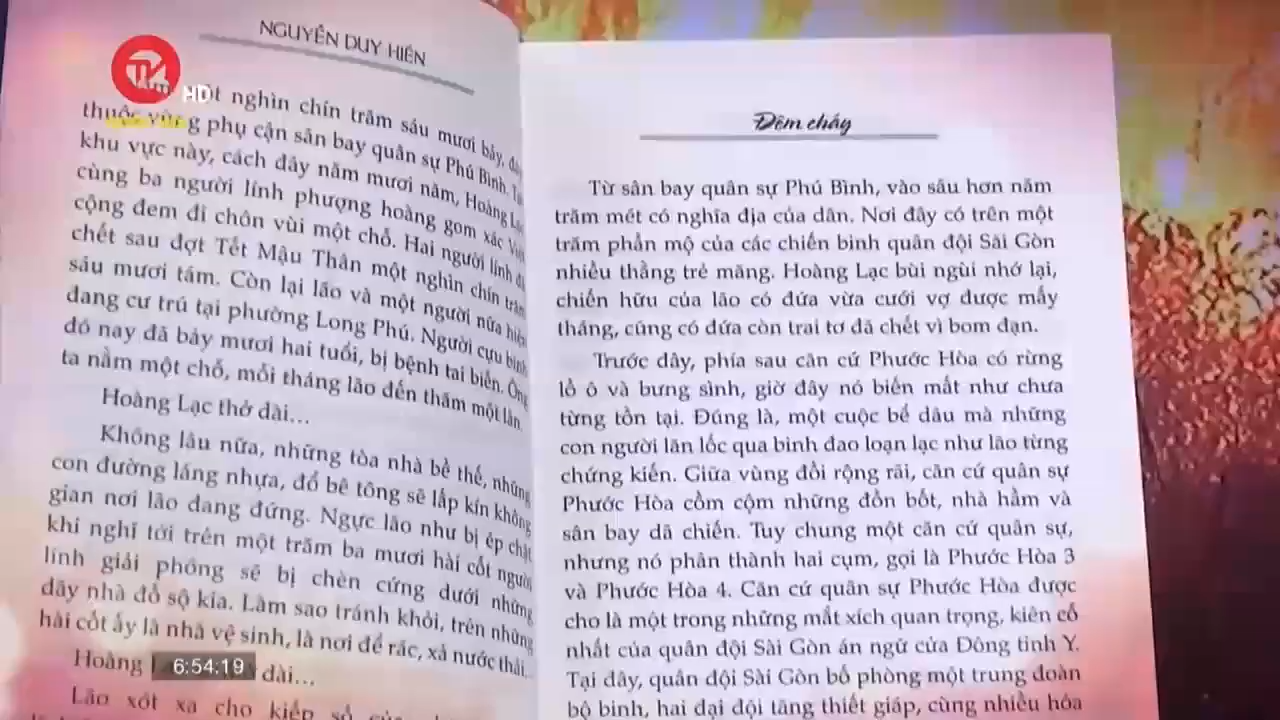 NGUYỄN DUY HIẾN
HD
một nghìn chín trăm sáu mươi bảy, đây
thuộc vùng phụ cận sân bay quân sự Phú Bình. Tại
khu vực này, cách đây năm mươi năm, Hoàng Lạc
cùng ba người lính phượng hoàng gom xác Việt
cộng đem đi chôn vùi một chỗ. Hai người lính đã
chết sau đợt Tết Mậu Thân một nghìn chín trăm
sáu mươi tám. Còn lại lão và một người nữa hiện
đang cư trú tại phường Long Phú. Người cựu binh
đó nay đã bảy mươi hai tuổi, bị bệnh tai biến. Ông
ta nằm một chỗ, mỗi tháng lão đến thăm một lần.
Hoàng Lạc thở dài...
Không lâu nữa, những tòa nhà bề thế, những
con đường láng nhựa, đổ bê tông sẽ lấp kín không
gian nơi lão đang đứng. Ngực lão như bị ép chặt
khi nghĩ tới trên một trăm ba mươi hài cốt người
lính giải phóng sẽ bị chèn cứng dưới những
dãy nhà đồ sộ kia. Làm sao tránh khỏi, trên những
hài cốt ấy là nhà vệ sinh, là nơi để rác, xả nước thải...
Hoàng dài...
6:54:19
Lão xót xa cho kiếp số của
Đêm cháy
Từ sân bay quân sự Phú Bình, vào sâu hơn năm
trăm mét có nghĩa địa của dân. Nơi đây có trên một
trăm phần mộ của các chiến binh quân đội Sài Gòn
nhiều thằng trẻ măng. Hoàng Lạc bùi ngùi nhớ lại,
chiến hữu của lão có đứa vừa cưới vợ được mấy
tháng, cũng có đứa còn trai tơ đã chết vì bom đạn.
Trước đây, phía sau căn cứ Phước Hòa có rừng
lồ ô và bưng sình, giờ đây nó biến mất như chưa
từng tồn tại. Đúng là, một cuộc bể dâu mà những
con người lăn lốc qua binh đao loạn lạc như lão từng
chứng kiến. Giữa vùng đồi rộng rãi, căn cứ quân sự
Phước Hòa cồm cộm những đồn bốt, nhà hầm và
sân bay dã chiến. Tuy chung một căn cứ quân sự,
nhưng nó phân thành hai cụm, gọi là Phước Hòa 3
và Phước Hòa 4. Căn cứ quân sự Phước Hòa được
cho là một trong những mắt xích quan trọng, kiên cố
nhất của quân đội Sài Gòn án ngữ cửa Đông tỉnh Y.
Tại đây, quân đội Sài Gòn bố phòng một trung đoàn
bộ binh, hai đại đội tăng thiết giáp, cùng nhiều hỏa